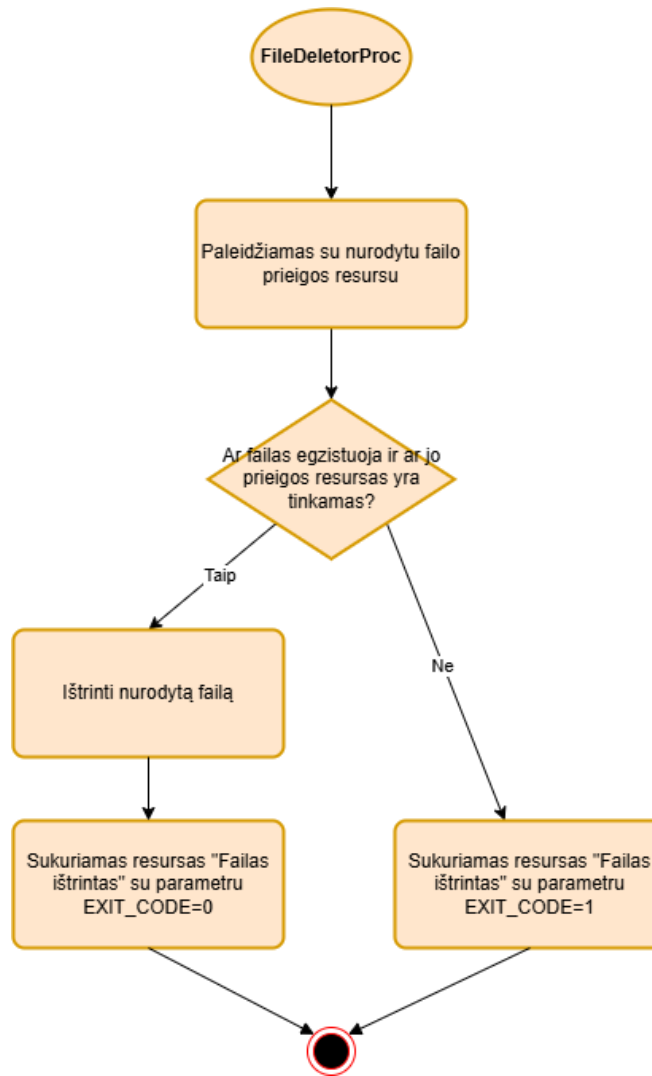 FileDeletorProc
Paleidžiamas su nurodytu failo
prieigos resursu
Ar failas egzistuoja ir ar jo
prieigos resursas yra
tinkamas?
Taip
Ne
Ištrinti nurodytą failą
Sukuriamas resursas "Failas
ištrintas" su parametru
EXIT_CODE=0
Sukuriamas resursas "Failas
ištrintas" su parametru
EXIT_CODE=1